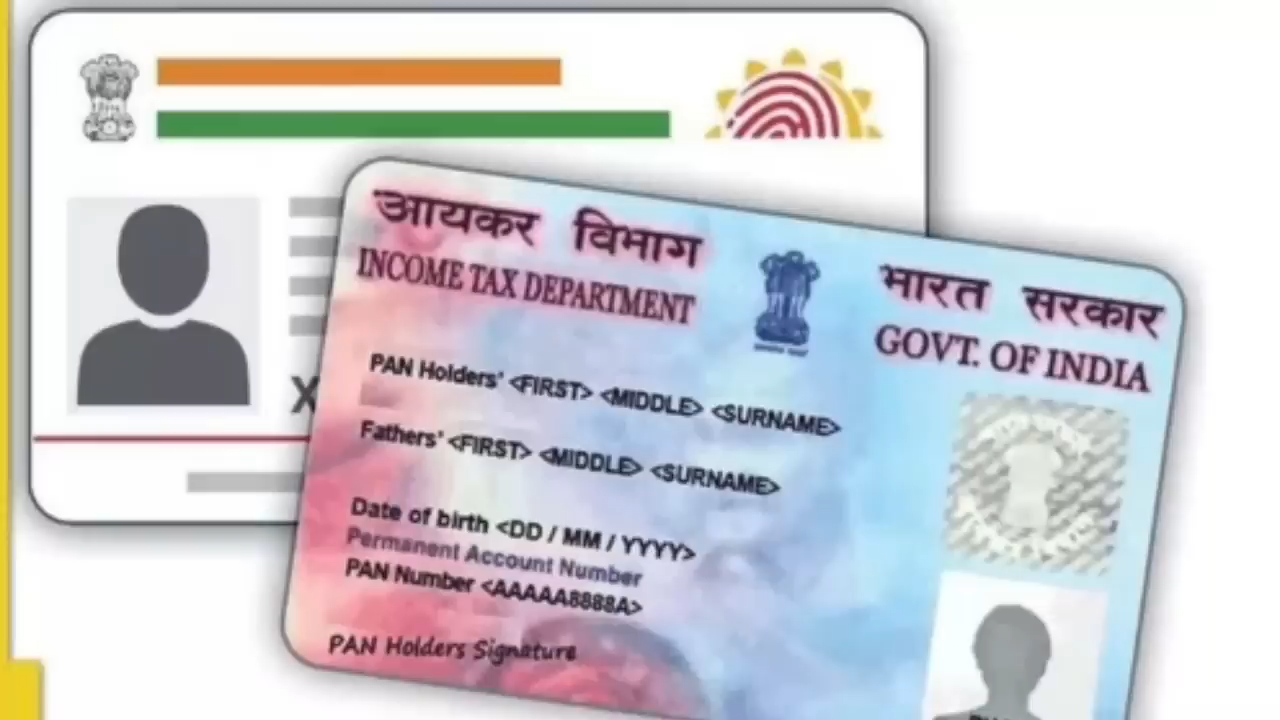 आयकर विभाग
INCOME TAX DEPARTMENT
भारत सरकार
GOVT. OF INDIA
PAN Holders' <FIRST> <MIDDLE> <SURNAME>
Fathers' <FIRST> <MIDDLE> <SURNAME>
Date of birth <DD / MM / YYYY>
Permanent Account Number
PAN Number <AAAAA8888A>
PAN Holders Signature
X